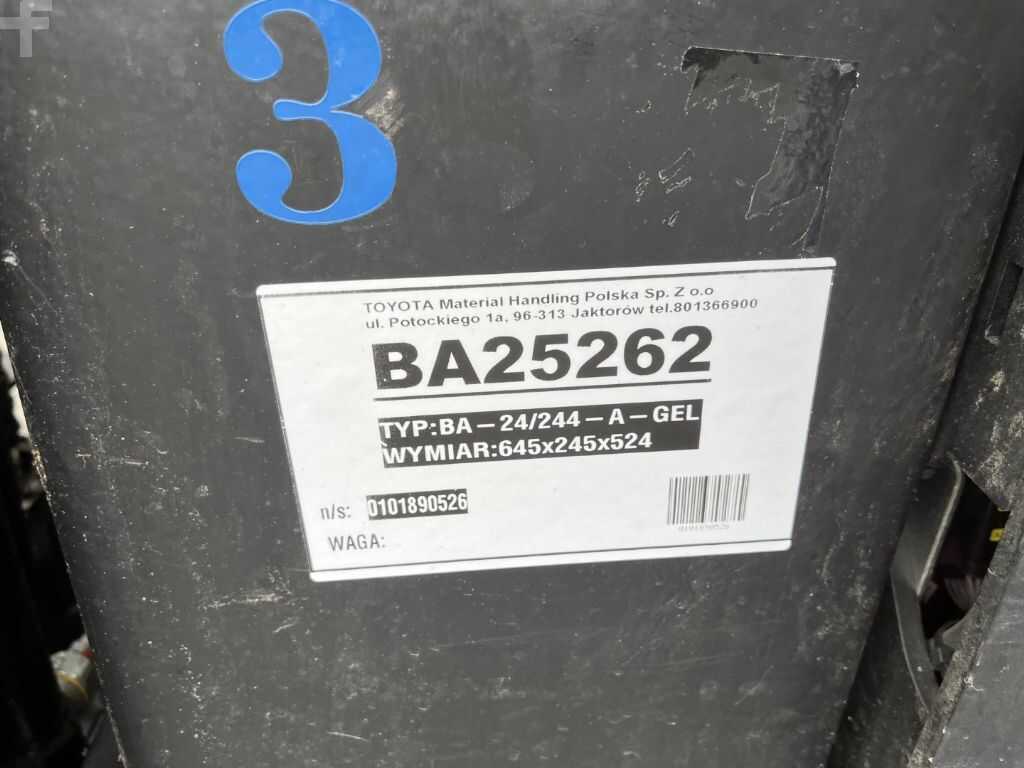 f
3
TOYOTA Material Handling Polska Sp. Z o.o
ul. Potockiego 1a, 96-313 Jaktorów tel.801366900
BA25262
TYP:BA-24/244-A-GEL
WYMIAR:645x245x524
n/s: 0101890526
0101890526
WAGA: